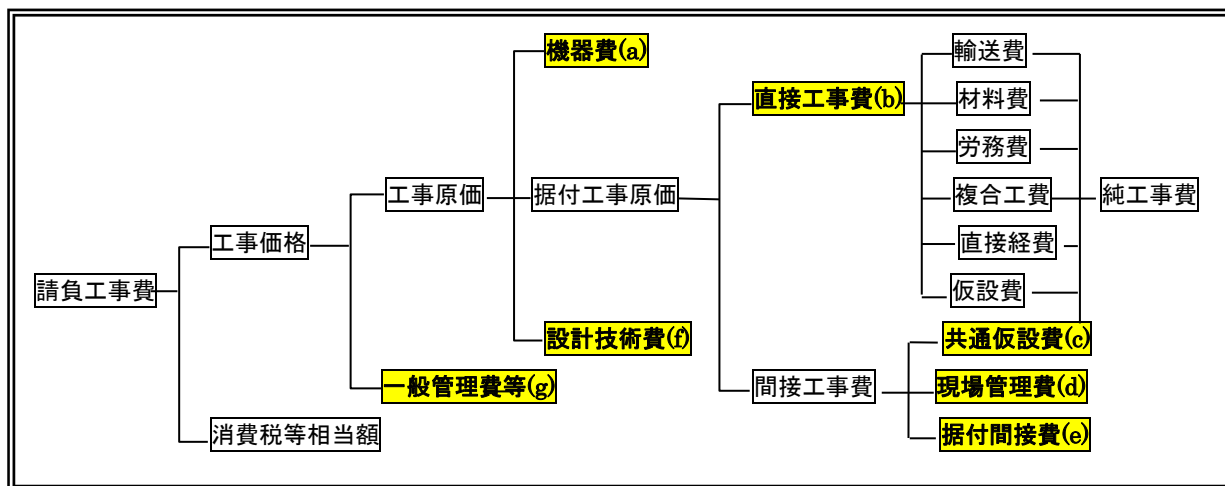 機器費(a)
輸送費
直接工事費(b)
材料費
労務費
工事原価
据付工事原価
複合工費
純工事費
工事価格
直接経費
請負工事費
仮設費
設計技術費(f)
共通仮設費(c)
一般管理費等(g)
間接工事費
現場管理費(d)
消費税等相当額
据付間接費(e)